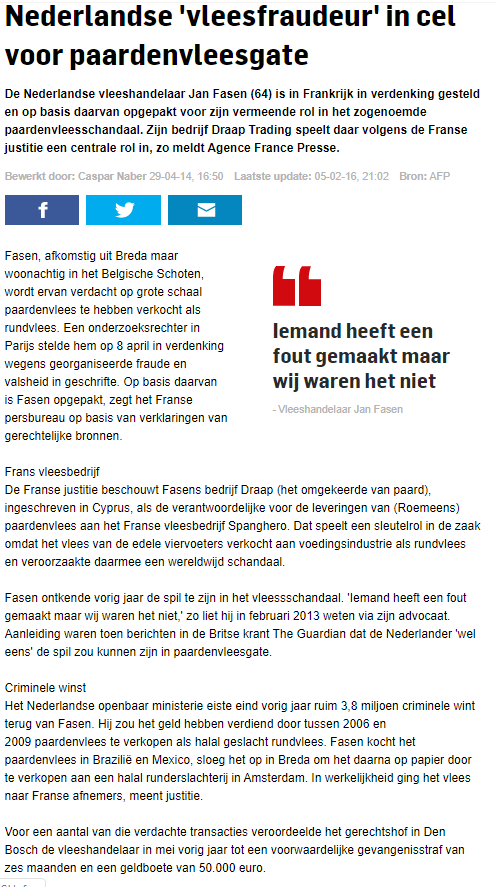 Nederlandse 'vleesfraudeur' in cel
voor paardenvleesgate
De Nederlandse vleeshandelaar Jan Fasen (64) is in Frankrijk in verdenking gesteld
en op basis daarvan opgepakt voor zijn vermeende rol in het zogenoemde
paardenvleesschandaal. Zijn bedrijf Draap Trading speelt daar volgens de Franse
justitie een centrale rol in, zo meldt Agence France Presse.
Bewerkt door: Caspar Naber 29-04-14, 16:50 Laatste update: 05-02-16, 21:02 Bron: AFP
Fasen, afkomstig uit Breda maar
woonachtig in het Belgische Schoten,
wordt ervan verdacht op grote schaal
paardenvlees te hebben verkocht als
rundvlees. Een onderzoeksrechter in
Parijs stelde hem op 8 april in verdenking
wegens georganiseerde fraude en
valsheid in geschrifte. Op basis daarvan
is Fasen opgepakt, zegt het Franse
persbureau op basis van verklaringen van
gerechtelijke bronnen.
Iemand heeft een
fout gemaakt maar
wij waren het niet
- Vleeshandelaar Jan Fasen
Frans vleesbedrijf
De Franse justitie beschouwt Fasens bedrijf Draap (het omgekeerde van paard),
ingeschreven in Cyprus, als de verantwoordelijke voor de leveringen van (Roemeens)
paardenvlees aan het Franse vleesbedrijf Spanghero. Dat speelt een sleutelrol in de zaak
omdat het vlees van de edele viervoeters verkocht aan voedingsindustrie als rundvlees
en veroorzaakte daarmee een wereldwijd schandaal.
Fasen ontkende vorig jaar de spil te zijn in het vleessschandaal. 'Iemand heeft een fout
gemaakt maar wij waren het niet,' zo liet hij in februari 2013 weten via zijn advocaat.
Aanleiding waren toen berichten in de Britse krant The Guardian dat de Nederlander 'wel
eens' de spil zou kunnen zijn in paardenvleesgate.
Criminele winst
Het Nederlandse openbaar ministerie eiste eind vorig jaar ruim 3,8 miljoen criminele wint
terug van Fasen. Hij zou het geld hebben verdiend door tussen 2006 en
2009 paardenvlees te verkopen als halal geslacht rundvlees. Fasen kocht het
paardenvlees in Brazilië en Mexico, sloeg het op in Breda om het daarna op papier door
te verkopen aan een halal runderslachterij in Amsterdam. In werkelijkheid ging het vlees
naar Franse afnemers, meent justitie.
Voor een aantal van die verdachte transacties veroordeelde het gerechtshof in Den
Bosch de vleeshandelaar in mei vorig jaar tot een voorwaardelijke gevangenisstraf van
zes maanden en een geldboete van 50.000 euro.